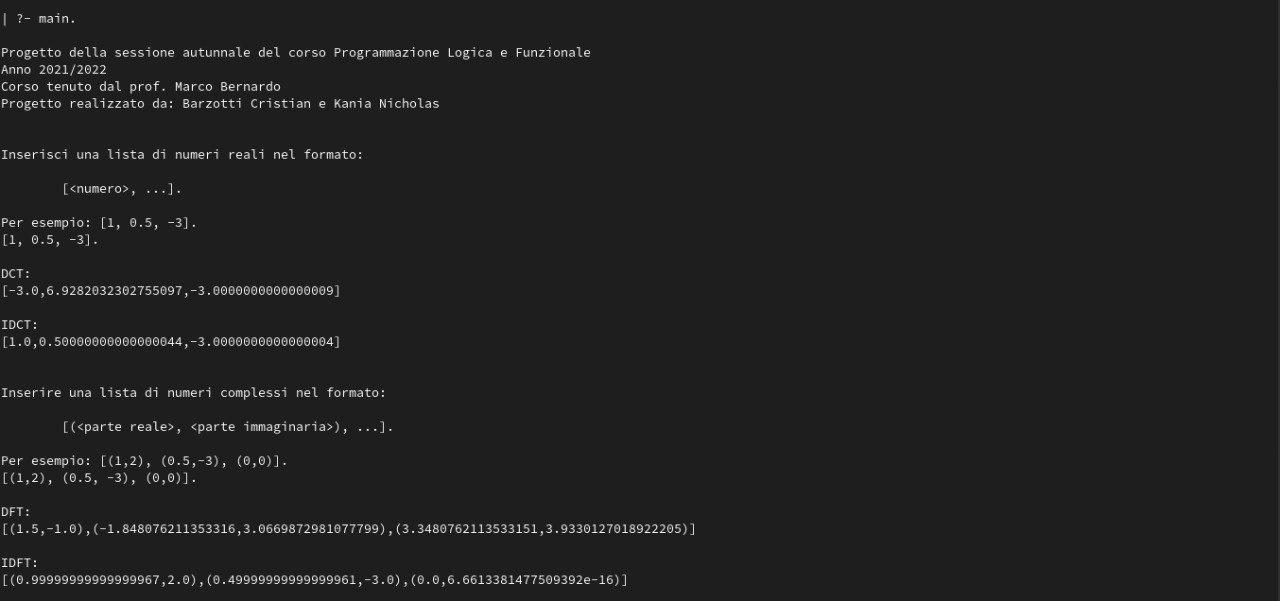 | ?- main.
Progetto della sessione autunnale del corso Programmazione Logica e Funzionale
Anno 2021/2022
Corso tenuto dal prof. Marco Bernardo
Progetto realizzato da: Barzotti Cristian e Kania Nicholas
Inserisci una lista di numeri reali nel formato:
[<numero>, ...].
Per esempio: [1, 0.5, -3].
[1, 0.5, -3].
DCT:
[-3.0,6.9282032302755097,-3.0000000000000009]
IDCT:
[1.0,0.50000000000000044,-3.0000000000000004]
Inserire una lista di numeri complessi nel formato:
[(<parte reale>, <parte immaginaria>), ...].
Per esempio: [(1,2), (0.5,-3), (0,0)].
[(1,2), (0.5, -3), (0,0)].
DFT:
[(1.5,-1.0),(-1.848076211353316,3.0669872981077799),(3.3480762113533151,3.9330127018922205)]
IDFT:
[(0.99999999999999967,2.0),(0.49999999999999961,-3.0),(0.0,6.6613381477509392e-16)]